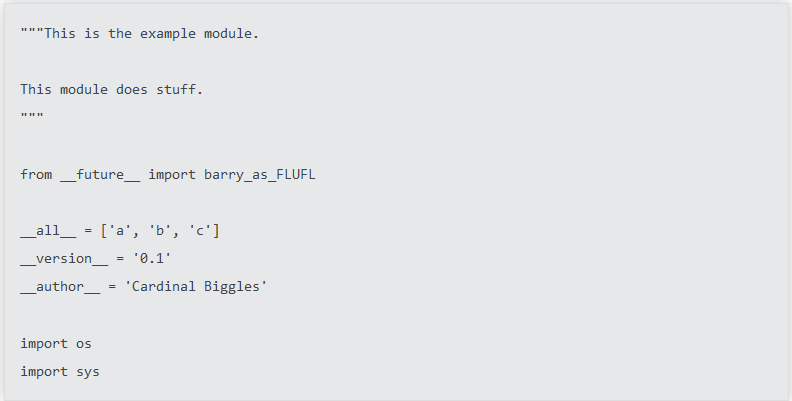 """This is the example module.
This module does stuff.
"""
from __future__ import barry_as_FLUFL
__all__ = ['a', 'b', 'c']
__version__ = '0.1'
__author__ = 'Cardinal Biggles'
import os
import sys